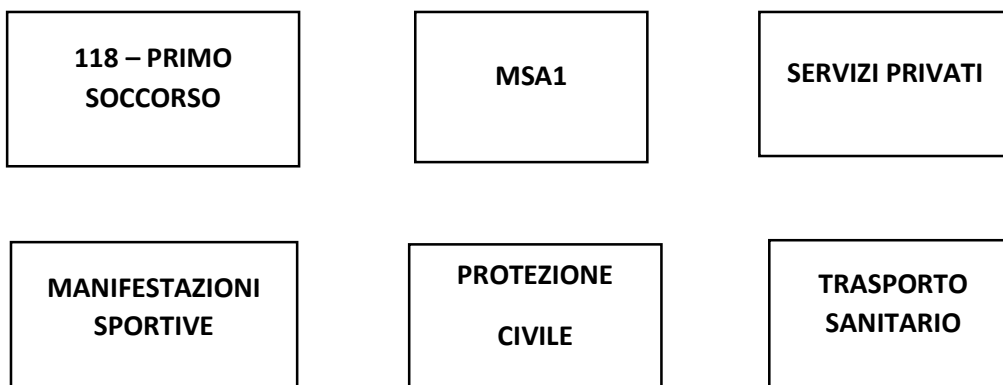 118 – PRIMO
SOCCORSO
MSA1
SERVIZI PRIVATI
MANIFESTAZIONI
SPORTIVE
PROTEZIONE
CIVILE
TRASPORTO
SANITARIO